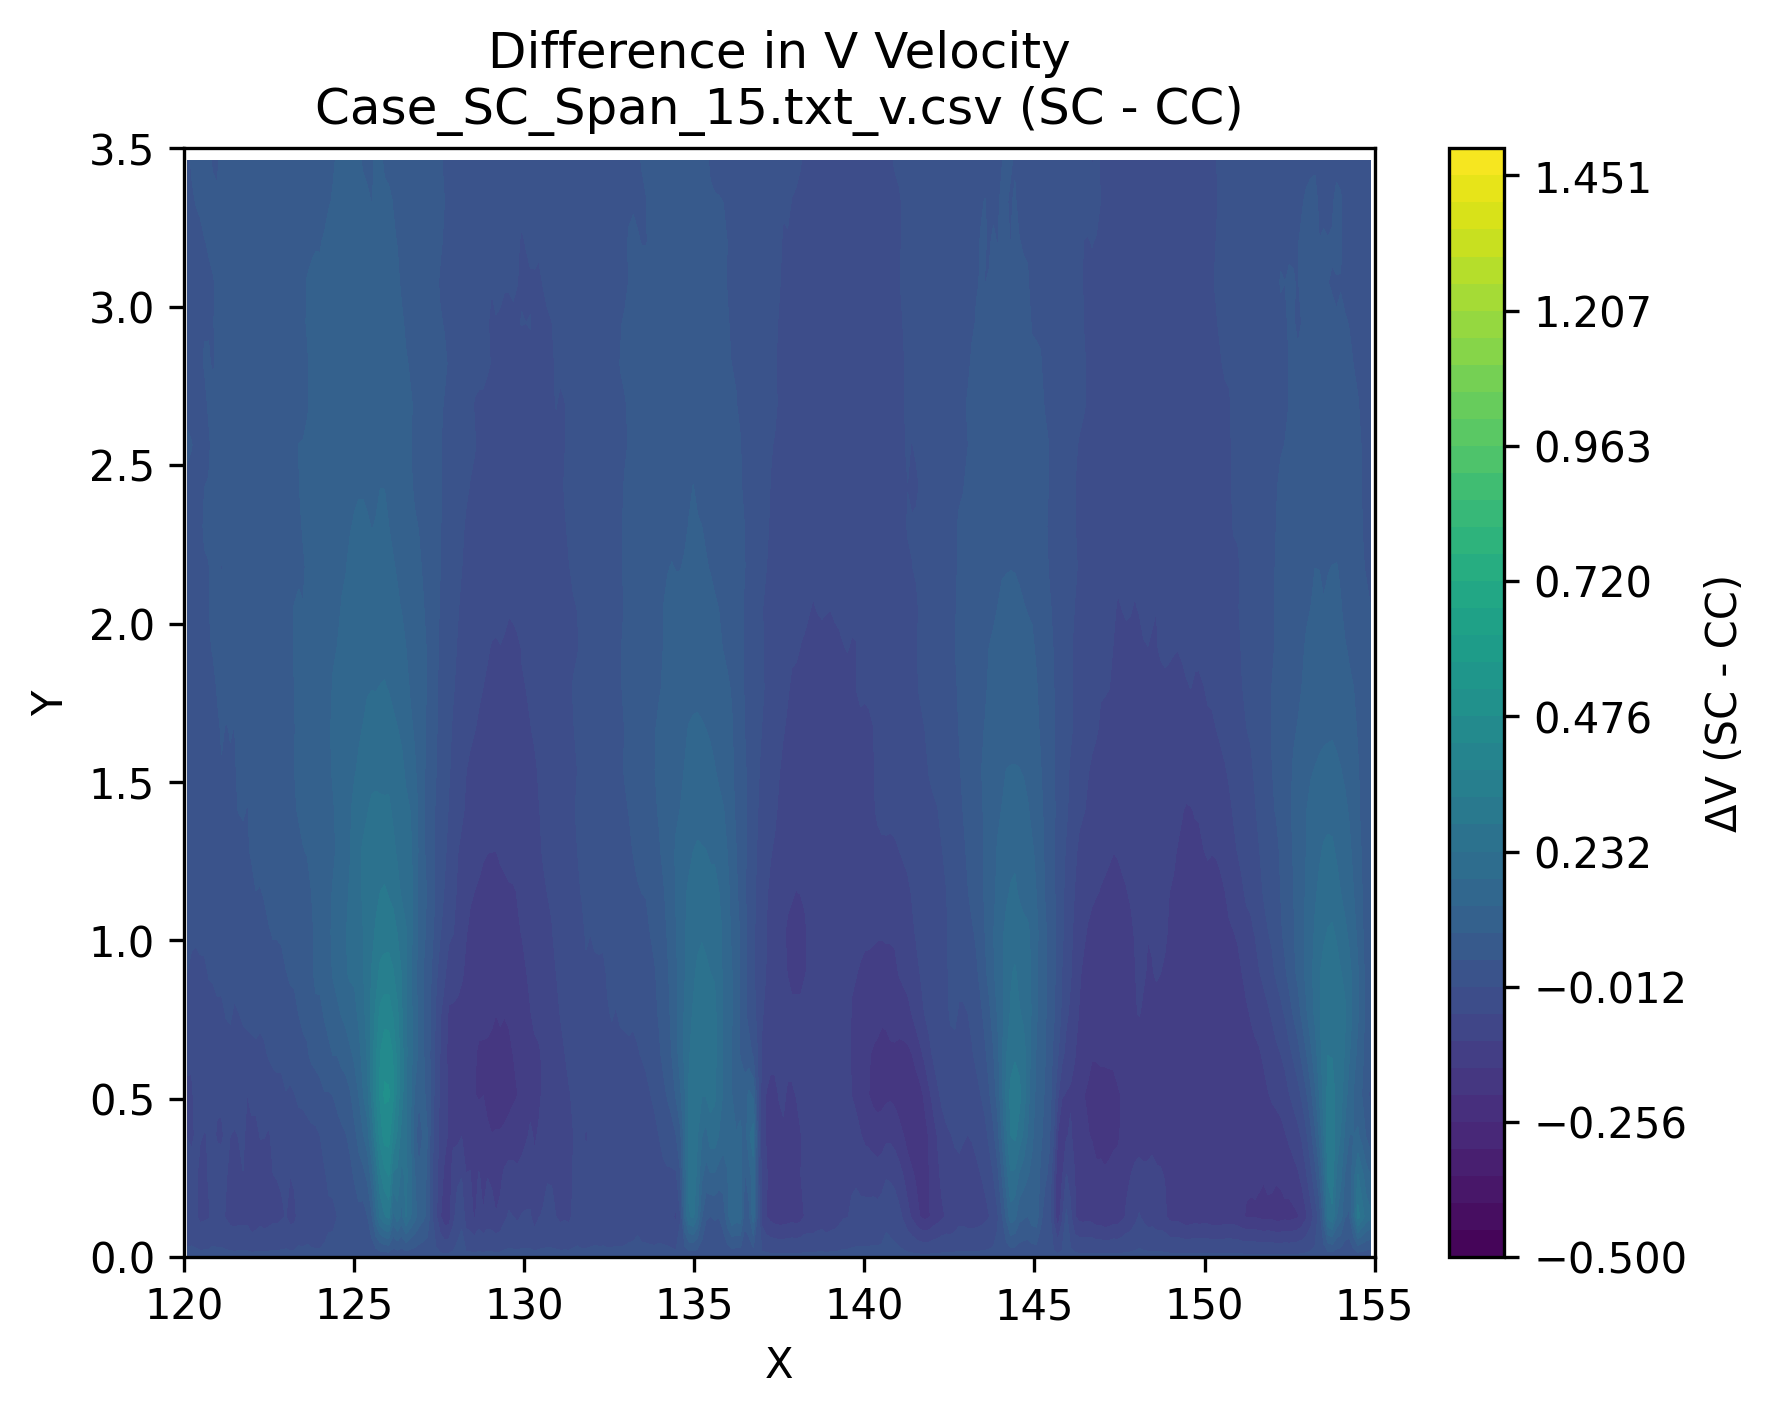 Difference in V Velocity
Case_SC_Span_15.txt_v.csv (SC - CC)
3.5
3.0
2.5
2.0
1.5
1.0
0.5
0.0
Y
120 125 130 135 140 145 150 155
X
1.451
1.207
0.963
0.720
0.476
0.232
−0.012
−0.256
−0.500
ΔV (SC - CC)